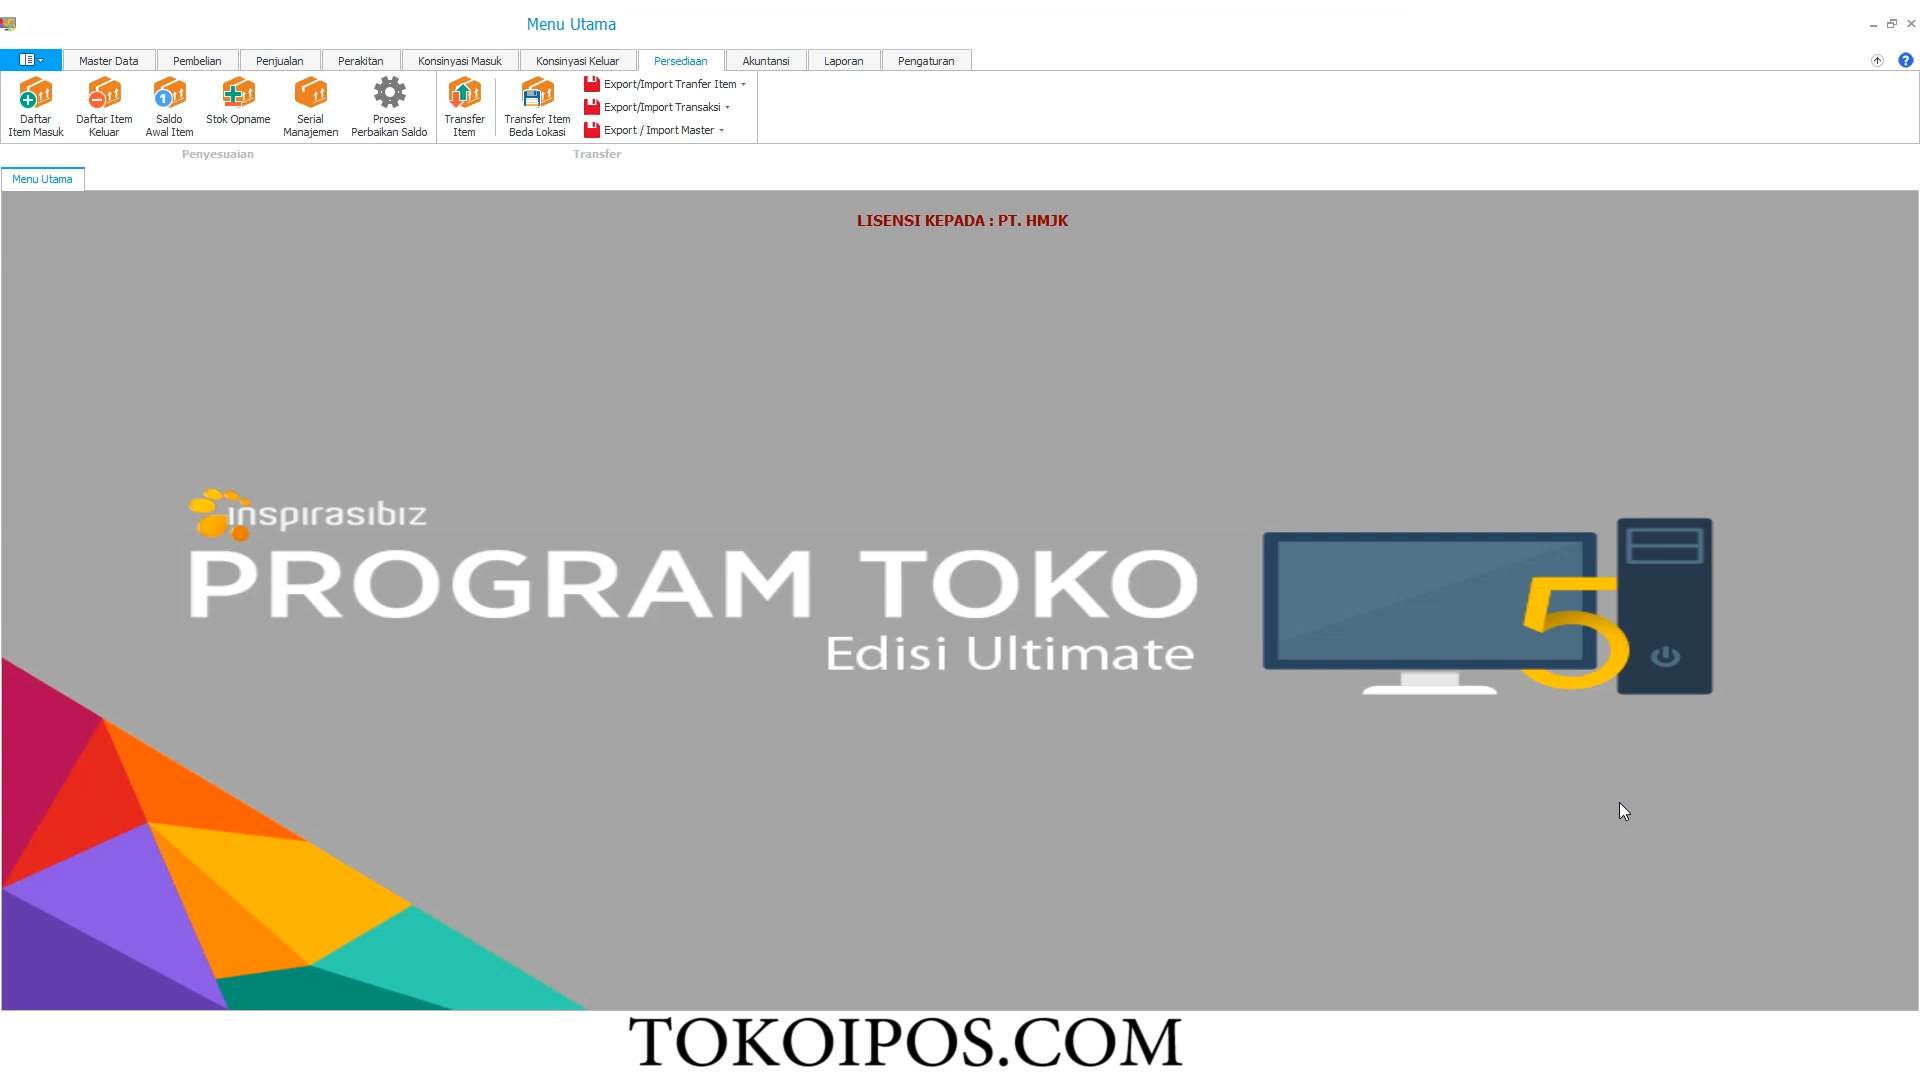 Menu Utama
Master Data
Pembelian
Penjualan
Perakitan
Konsinyasi Masuk
Konsinyasi Keluar
Persediaan
Akuntansi
Laporan
Pengaturan
?
Daftar
Item Masuk
Daftar Item
Keluar
1
Saldo
Awal Item
Stok Opname
Serial
Manajemen
Proses
Perbaikan Saldo
Transfer
Item
Transfer Item
Beda Lokasi
Export/Import Tranfer Item
Export/Import Transaksi
Export / Import Master
Penyesuaian
Transfer
Menu Utama
LISENSI KEPADA : PT. HMJK
inspirasibiz
PROGRAM TOKO
Edisi Ultimate
5
TOKOIPOS.COM